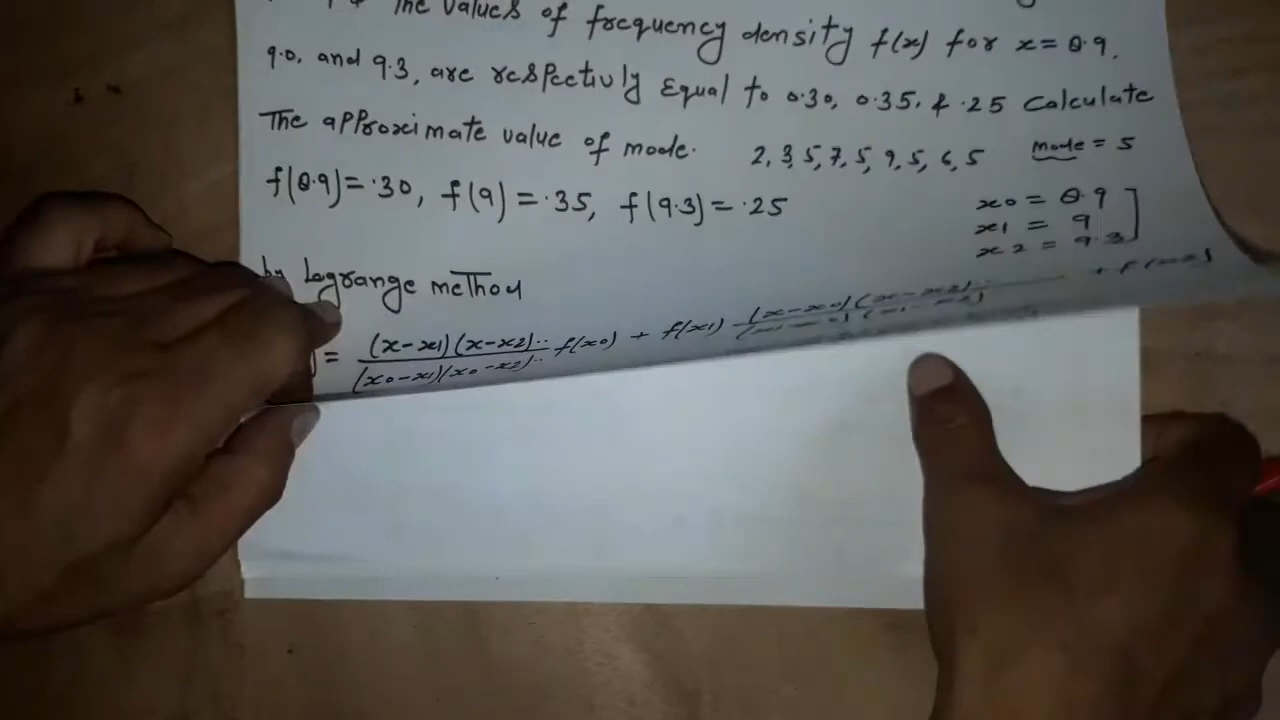 The values of frequency density f(x) for x = 8.9,
9.0, and 9.3, are respectivly Equal to 0.30, 0.35, & .25 Calculate
The approximate value of mode. 2, 3, 5, 7, 5, 9, 5, 6, 5 mode = 5
f(8.9) = .30, f(9) = .35, f(9.3) = .25
x0 = 8.9
x1 = 9
x2 = 9.3
by Lagrange method
= (x-x1)(x-x2).. / (x0-x1)(x0-x2).. f(x0) + f(x1) (x-x0)(x-x2).. + f(x2)